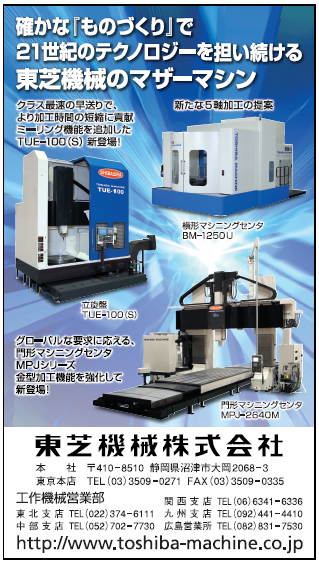 確かな『ものづくり』で
21世紀のテクノロジーを担い続ける
東芝機械のマザーマシン
クラス最速の早送りで、
より加工時間の短縮に貢献
ミーリング機能を追加した
TUE-100(S) 新登場!
新たな5軸加工の提案
SHIBAURA
TOSHIBA MACHINE
TUE-100
TOSHIBA MACHINE
横形マシニングセンタ
BM-1250U
立旋盤
TUE-100(S)
グローバルな要求に応える、
門形マシニングセンタ
MPJシリーズ
金型加工機能を強化して
新登場!
門形マシニングセンタ
MPJ-2640M
東芝機械株式会社
本 社 〒410-8510 静岡県沼津市大岡2068-3
東京本店 TEL(03)3509-0271 FAX(03)3509-0335
工作機械営業部 関西支店 TEL(06)6341-6336
東北支店 TEL(022)374-6111 九州支店 TEL(092)441-4410
中部支店 TEL(052)702-7730 広島営業所 TEL(082)831-7530
http://www.toshiba-machine.co.jp